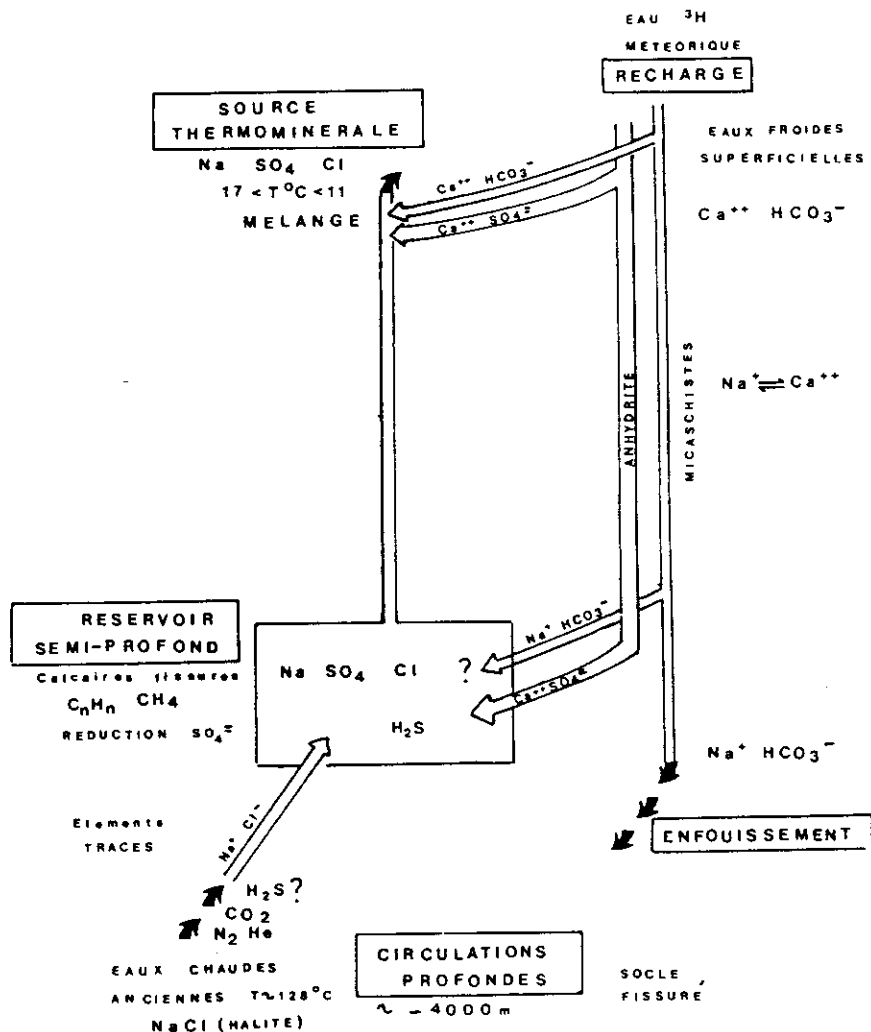 EAU ³H
METEORIQUE
RECHARGE
SOURCE
THERMOMINERALE
Na SO₄ Cl
17 < T°C < 11
MELANGE
Ca⁺⁺ HCO₃⁻
Ca⁺⁺ SO₄⁼
EAUX FROIDES
SUPERFICIELLES
Ca⁺⁺ HCO₃⁻
ANHYDRITE
MICASCHISTES
Na⁺ ⇌ Ca⁺⁺
RESERVOIR
SEMI-PROFOND
Calcaires fissures
CₙHₙ CH₄
REDUCTION SO₄⁼
Na SO₄ Cl ?
H₂S
Na⁺ HCO₃⁻
Ca⁺⁺ SO₄⁼
Na⁺ HCO₃⁻
ENFOUISSEMENT
Elements
TRACES
Na⁺ Cl⁻
H₂S ?
CO₂
N₂ He
EAUX CHAUDES
ANCIENNES T~128°C
NaCl (HALITE)
CIRCULATIONS
PROFONDES
~ -4000m
SOCLE
FISSURÉ